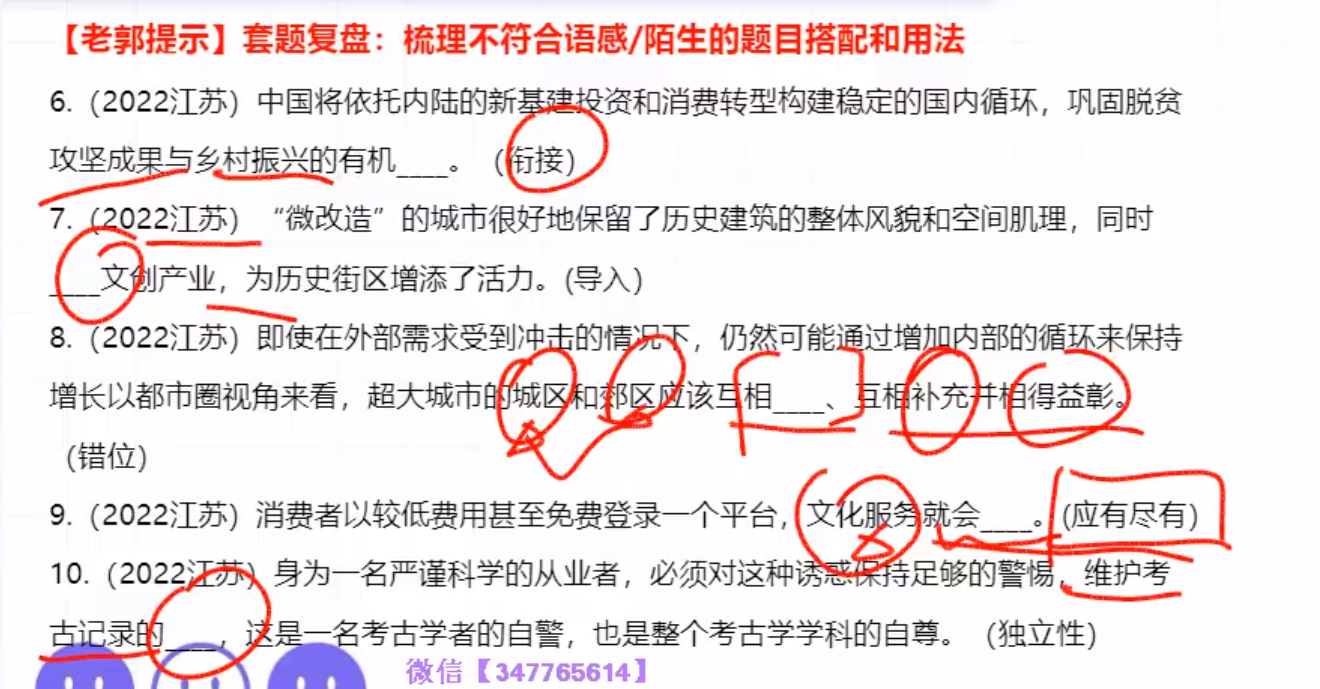 【老郭提示】套题复盘：梳理不符合语感/陌生的题目搭配和用法
6.（2022江苏）中国将依托内陆的新基建投资和消费转型构建稳定的国内循环，巩固脱贫
攻坚成果与乡村振兴的有机____。（衔接）
7.（2022江苏）“微改造”的城市很好地保留了历史建筑的整体风貌和空间肌理，同时
____文创产业，为历史街区增添了活力。(导入）
8.（2022江苏）即使在外部需求受到冲击的情况下，仍然可能通过增加内部的循环来保持
增长以都市圈视角来看，超大城市的城区和郊区应该互相____、互相补充并相得益彰。
（错位）
9.（2022江苏）消费者以较低费用甚至免费登录一个平台，文化服务就会____。(应有尽有）
10.（2022江苏）身为一名严谨科学的从业者，必须对这种诱惑保持足够的警惕，维护考
古记录的____，这是一名考古学者的自警，也是整个考古学学科的自尊。（独立性）
微信【347765614】